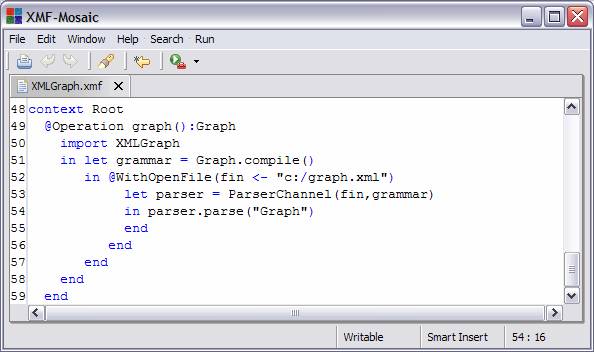 XMF-Mosaic
File Edit Window Help Search Run
XMLGraph.xmf
48 context Root
49   @Operation graph():Graph
50     import XMLGraph
51     in let grammar = Graph.compile()
52        in @WithOpenFile(fin <- "c:/graph.xml")
53             let parser = ParserChannel(fin,grammar)
54             in parser.parse("Graph")
55             end
56           end
57        end
58     end
59   end
Writable Smart Insert 54 : 16